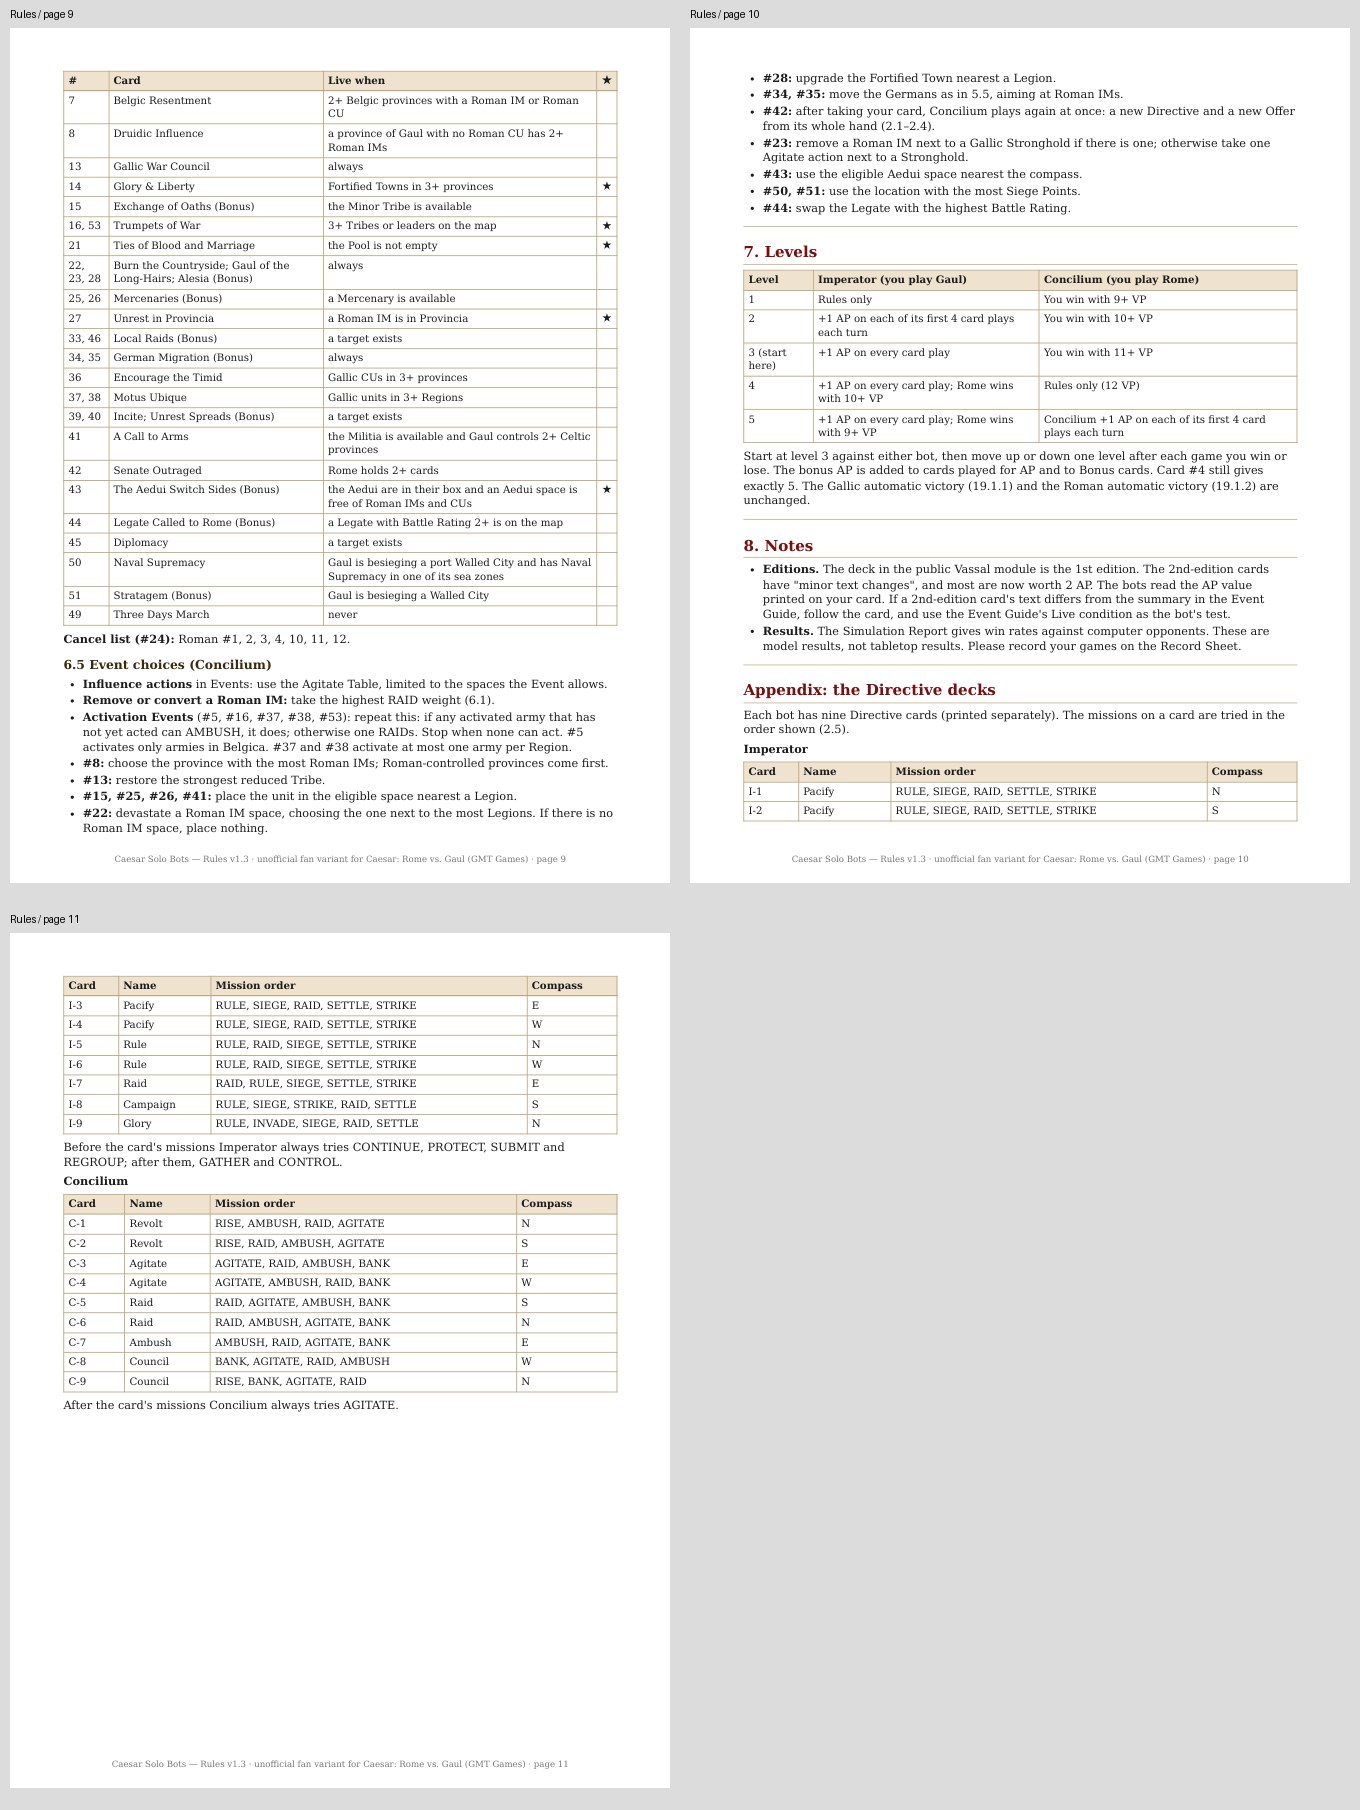 Rules / page 9
# Card Live when ★
7 Belgic Resentment 2+ Belgic provinces with a Roman IM or Roman
CU
8 Druidic Influence a province of Gaul with no Roman CU has 2+
Roman IMs
13 Gallic War Council always
14 Glory & Liberty Fortified Towns in 3+ provinces ★
15 Exchange of Oaths (Bonus) the Minor Tribe is available
16, 53 Trumpets of War 3+ Tribes or leaders on the map ★
21 Ties of Blood and Marriage the Pool is not empty ★
22, Burn the Countryside; Gaul of the always
23, 28 Long-Hairs; Alesia (Bonus)
25, 26 Mercenaries (Bonus) a Mercenary is available
27 Unrest in Provincia a Roman IM is in Provincia ★
33, 46 Local Raids (Bonus) a target exists
34, 35 German Migration (Bonus) always
36 Encourage the Timid Gallic CUs in 3+ provinces
37, 38 Motus Ubique Gallic units in 3+ Regions
39, 40 Incite; Unrest Spreads (Bonus) a target exists
41 A Call to Arms the Militia is available and Gaul controls 2+ Celtic
provinces
42 Senate Outraged Rome holds 2+ cards
43 The Aedui Switch Sides (Bonus) the Aedui are in their box and an Aedui space is ★
free of Roman IMs and CUs
44 Legate Called to Rome (Bonus) a Legate with Battle Rating 2+ is on the map
45 Diplomacy a target exists
50 Naval Supremacy Gaul is besieging a port Walled City and has Naval
Supremacy in one of its sea zones
51 Stratagem (Bonus) Gaul is besieging a Walled City
49 Three Days March never
Cancel list (#24): Roman #1, 2, 3, 4, 10, 11, 12.
6.5 Event choices (Concilium)
• Influence actions in Events: use the Agitate Table, limited to the spaces the Event allows.
• Remove or convert a Roman IM: take the highest RAID weight (6.1).
• Activation Events (#5, #16, #37, #38, #53): repeat this: if any activated army that has
not yet acted can AMBUSH, it does; otherwise one RAIDs. Stop when none can act. #5
activates only armies in Belgica. #37 and #38 activate at most one army per Region.
• #8: choose the province with the most Roman IMs; Roman-controlled provinces come first.
• #13: restore the strongest reduced Tribe.
• #15, #25, #26, #41: place the unit in the eligible space nearest a Legion.
• #22: devastate a Roman IM space, choosing the one next to the most Legions. If there is no
Roman IM space, place nothing.
Caesar Solo Bots — Rules v1.3 · unofficial fan variant for Caesar: Rome vs. Gaul (GMT Games) · page 9
Rules / page 10
• #28: upgrade the Fortified Town nearest a Legion.
• #34, #35: move the Germans as in 5.5, aiming at Roman IMs.
• #42: after taking your card, Concilium plays again at once: a new Directive and a new Offer
from its whole hand (2.1–2.4).
• #23: remove a Roman IM next to a Gallic Stronghold if there is one; otherwise take one
Agitate action next to a Stronghold.
• #43: use the eligible Aedui space nearest the compass.
• #50, #51: use the location with the most Siege Points.
• #44: swap the Legate with the highest Battle Rating.
7. Levels
Level Imperator (you play Gaul) Concilium (you play Rome)
1 Rules only You win with 9+ VP
2 +1 AP on each of its first 4 card plays You win with 10+ VP
each turn
3 (start +1 AP on every card play You win with 11+ VP
here)
4 +1 AP on every card play; Rome wins Rules only (12 VP)
with 10+ VP
5 +1 AP on every card play; Rome wins Concilium +1 AP on each of its first 4 card
with 9+ VP plays each turn
Start at level 3 against either bot, then move up or down one level after each game you win or
lose. The bonus AP is added to cards played for AP and to Bonus cards. Card #4 still gives
exactly 5. The Gallic automatic victory (19.1.1) and the Roman automatic victory (19.1.2) are
unchanged.
8. Notes
• Editions. The deck in the public Vassal module is the 1st edition. The 2nd-edition cards
have "minor text changes", and most are now worth 2 AP. The bots read the AP value
printed on your card. If a 2nd-edition card's text differs from the summary in the Event
Guide, follow the card, and use the Event Guide's Live condition as the bot's test.
• Results. The Simulation Report gives win rates against computer opponents. These are
model results, not tabletop results. Please record your games on the Record Sheet.
Appendix: the Directive decks
Each bot has nine Directive cards (printed separately). The missions on a card are tried in the
order shown (2.5).
Imperator
Card Name Mission order Compass
I-1 Pacify RULE, SIEGE, RAID, SETTLE, STRIKE N
I-2 Pacify RULE, SIEGE, RAID, SETTLE, STRIKE S
Caesar Solo Bots — Rules v1.3 · unofficial fan variant for Caesar: Rome vs. Gaul (GMT Games) · page 10
Rules / page 11
Card Name Mission order Compass
I-3 Pacify RULE, SIEGE, RAID, SETTLE, STRIKE E
I-4 Pacify RULE, SIEGE, RAID, SETTLE, STRIKE W
I-5 Rule RULE, RAID, SIEGE, SETTLE, STRIKE N
I-6 Rule RULE, RAID, SIEGE, SETTLE, STRIKE W
I-7 Raid RAID, RULE, SIEGE, SETTLE, STRIKE E
I-8 Campaign RULE, SIEGE, STRIKE, RAID, SETTLE S
I-9 Glory RULE, INVADE, SIEGE, RAID, SETTLE N
Before the card's missions Imperator always tries CONTINUE, PROTECT, SUBMIT and
REGROUP; after them, GATHER and CONTROL.
Concilium
Card Name Mission order Compass
C-1 Revolt RISE, AMBUSH, RAID, AGITATE N
C-2 Revolt RISE, RAID, AMBUSH, AGITATE S
C-3 Agitate AGITATE, RAID, AMBUSH, BANK E
C-4 Agitate AGITATE, AMBUSH, RAID, BANK W
C-5 Raid RAID, AGITATE, AMBUSH, BANK S
C-6 Raid RAID, AMBUSH, AGITATE, BANK N
C-7 Ambush AMBUSH, RAID, AGITATE, BANK E
C-8 Council BANK, AGITATE, RAID, AMBUSH W
C-9 Council RISE, BANK, AGITATE, RAID N
After the card's missions Concilium always tries AGITATE.
Caesar Solo Bots — Rules v1.3 · unofficial fan variant for Caesar: Rome vs. Gaul (GMT Games) · page 11